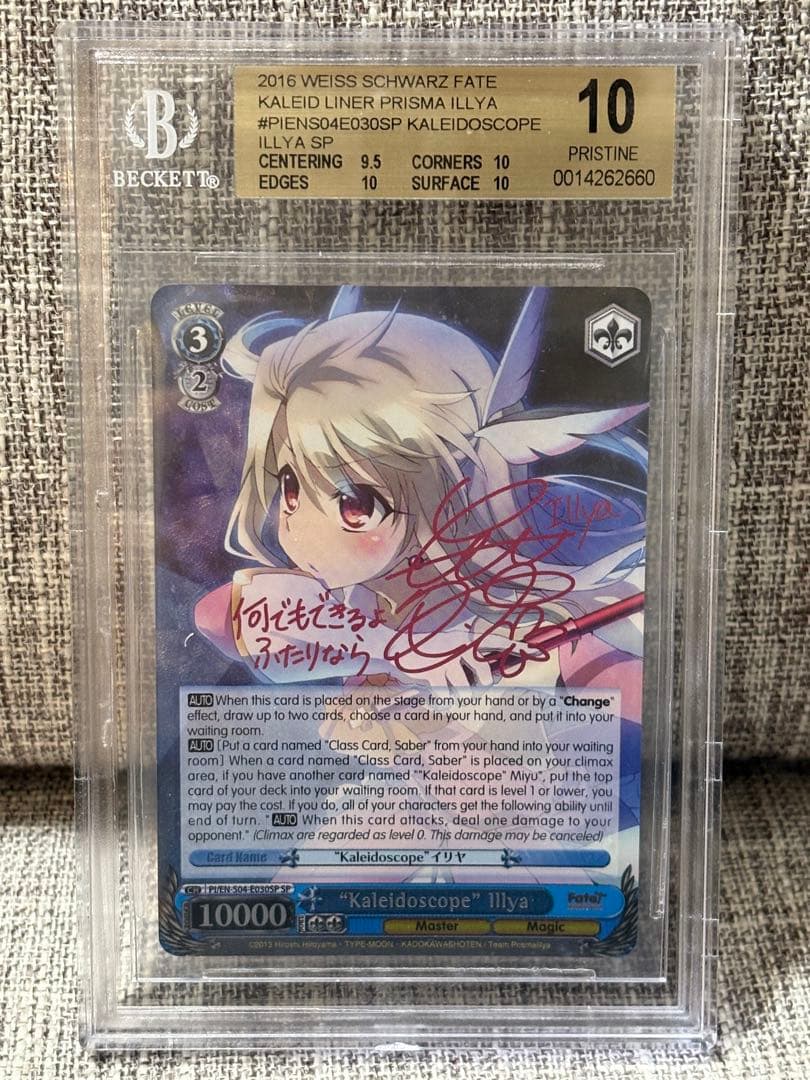 2016 WEISS SCHWARZ FATE
KALEID LINER PRISMA ILLYA
#PIENS04E030SP KALEIDOSCOPE
ILLYA SP
CENTERING 9.5 CORNERS 10
EDGES 10 SURFACE 10
10
PRISTINE
0014262660
B
BECKETT®
LEVEL
3
2
COST
Illya
何でもできるよ
ふたりなら
AUTO When this card is placed on the stage from your hand or by a "Change"
effect, draw up to two cards, choose a card in your hand, and put it into your
waiting room.
AUTO [Put a card named "Class Card, Saber" from your hand into your waiting
room] When a card named "Class Card, Saber" is placed on your climax
area, if you have another card named ""Kaleidoscope" Miyu", put the top
card of your deck into your waiting room. If that card is level 1 or lower, you
may pay the cost. If you do, all of your characters get the following ability until
end of turn. "AUTO When this card attacks, deal one damage to your
opponent." (Climax are regarded as level 0. This damage may be canceled)
Card Name "Kaleidoscope"イリヤ
PI/EN-S04-E030SP SP
"Kaleidoscope" Illya
Fate/
10000
Master Magic
©2013 Hiroshi Hiroyama・TYPE-MOON・KADOKAWASHOTEN / Team Prismaillya